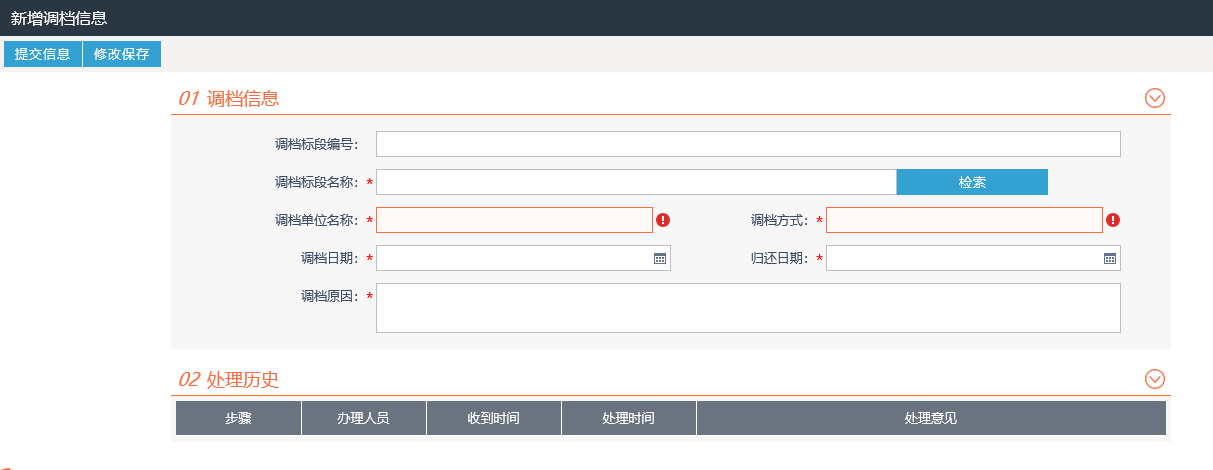 新增调档信息
提交信息 修改保存
01 调档信息
调档标段编号:
调档标段名称: * 检索
调档单位名称: * 调档方式: *
调档日期: * 归还日期: *
调档原因: *
02 处理历史
步骤 办理人员 收到时间 处理时间 处理意见